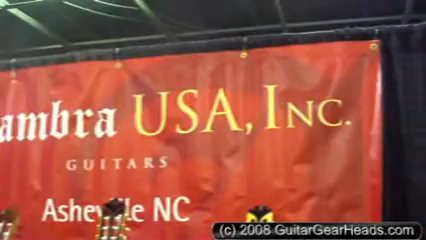 ambra USA, INC.
GUITARS
Asheville NC
(c) 2008 GuitarGearHeads.com